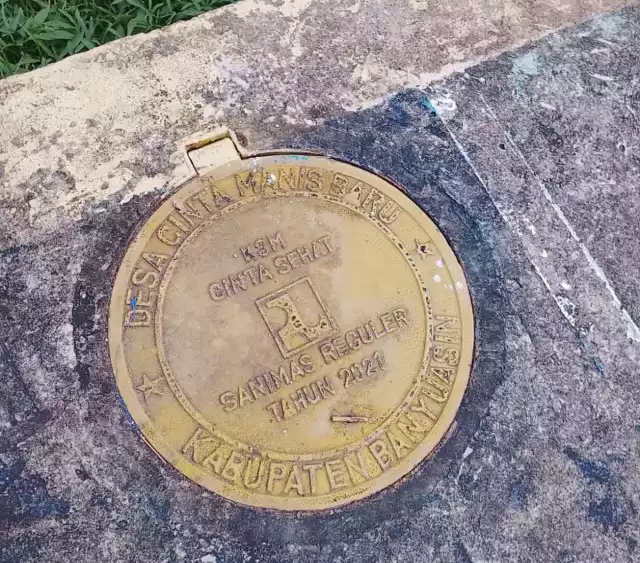 DESA CINTA MANIS BARU
KSM
CINTA SEHAT
SANIMAS REGULER
TAHUN 2021
KABUPATEN BANYUASIN